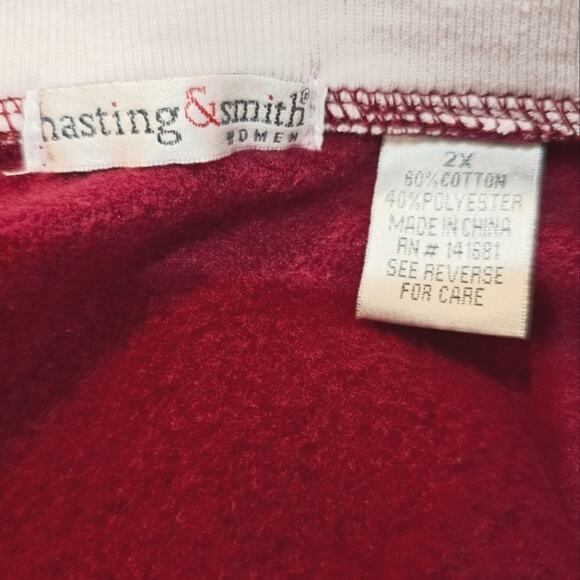 hasting&smith®
WOMEN
2X
60%COTTON
40%POLYESTER
MADE IN CHINA
RN # 141681
SEE REVERSE
FOR CARE